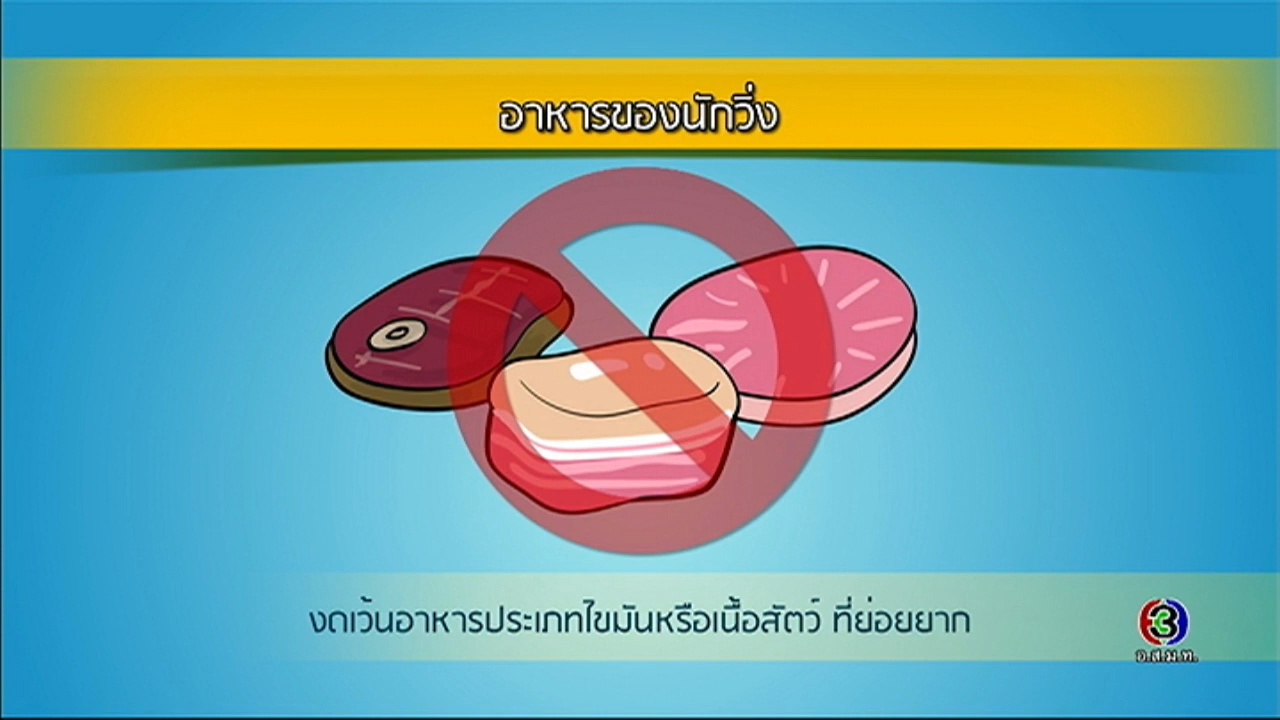 อาหารของนักวิ่ง
งดเว้นอาหารประเภทไขมันหรือเนื้อสัตว์ ที่ย่อยยาก
3
อ.ส.ม.ท.